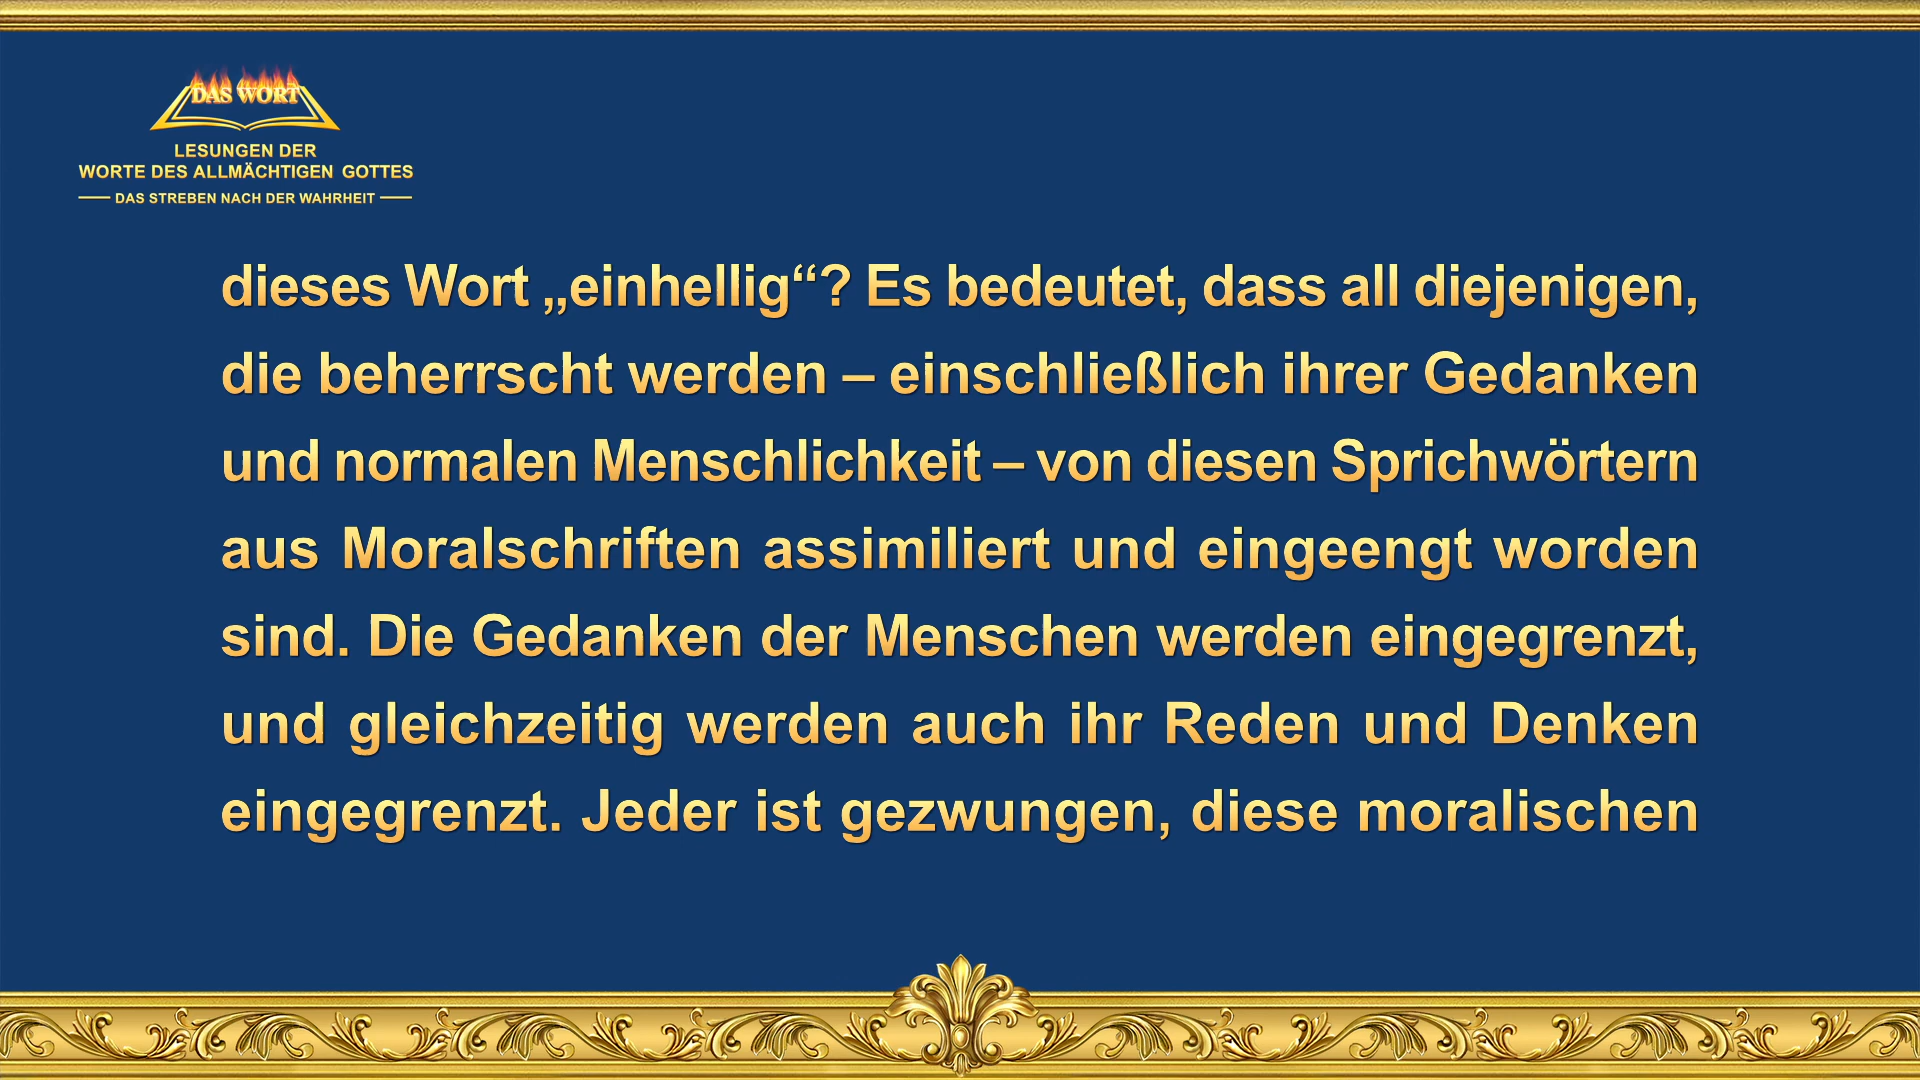 DAS WORT
LESUNGEN DER
WORTE DES ALLMÄCHTIGEN GOTTES
DAS STREBEN NACH DER WAHRHEIT
dieses Wort „einhellig“? Es bedeutet, dass all diejenigen,
die beherrscht werden – einschließlich ihrer Gedanken
und normalen Menschlichkeit – von diesen Sprichwörtern
aus Moralschriften assimiliert und eingeengt worden
sind. Die Gedanken der Menschen werden eingegrenzt,
und gleichzeitig werden auch ihr Reden und Denken
eingegrenzt. Jeder ist gezwungen, diese moralischen